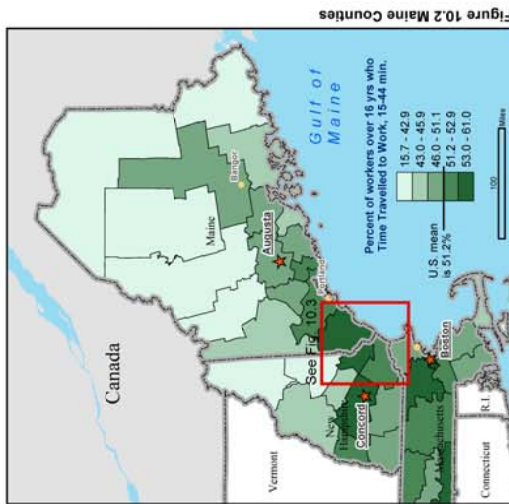 Figure 10.2 Maine Counties
Canada
Maine
Bangor
Augusta
Portland
Gulf of
Maine
See Fig. 10.3
Vermont
New
Hampshire
Concord
Boston
Massachusetts
Connecticut
R.I.
Percent of workers over 16 yrs who
Time Travelled to Work, 15-44 min.
15.7 - 42.9
43.0 - 45.9
46.0 - 51.1
51.2 - 52.9
53.0 - 61.0
U.S. mean
is 51.2%
100
Miles